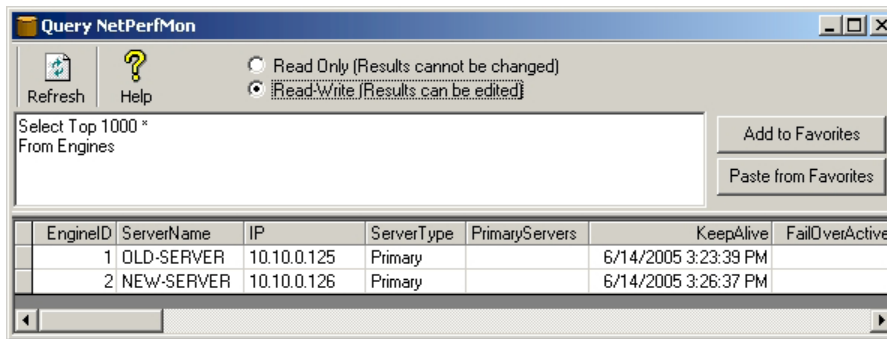 Query NetPerfMon
Refresh
Help
Read Only (Results cannot be changed)
Read-Write (Results can be edited)
Select Top 1000 *
From Engines
Add to Favorites
Paste from Favorites
EngineID ServerName IP ServerType PrimaryServers KeepAlive FailOverActive
1 OLD-SERVER 10.10.0.125 Primary 6/14/2005 3:23:39 PM
2 NEW-SERVER 10.10.0.126 Primary 6/14/2005 3:26:37 PM